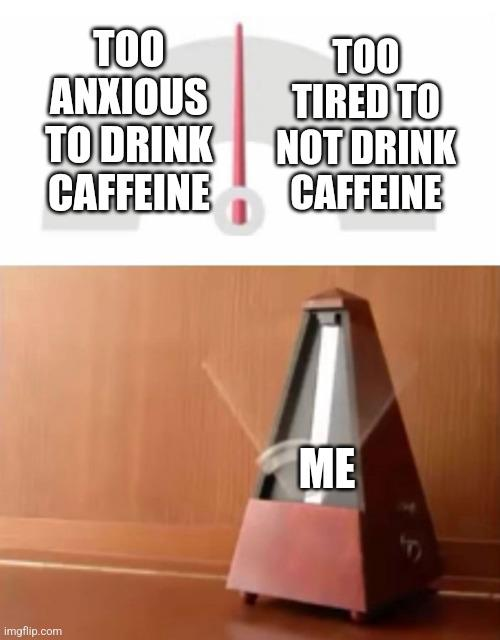 TOO
ANXIOUS
TO DRINK
CAFFEINE
TOO
TIRED TO
NOT DRINK
CAFFEINE
ME
imgflip.com